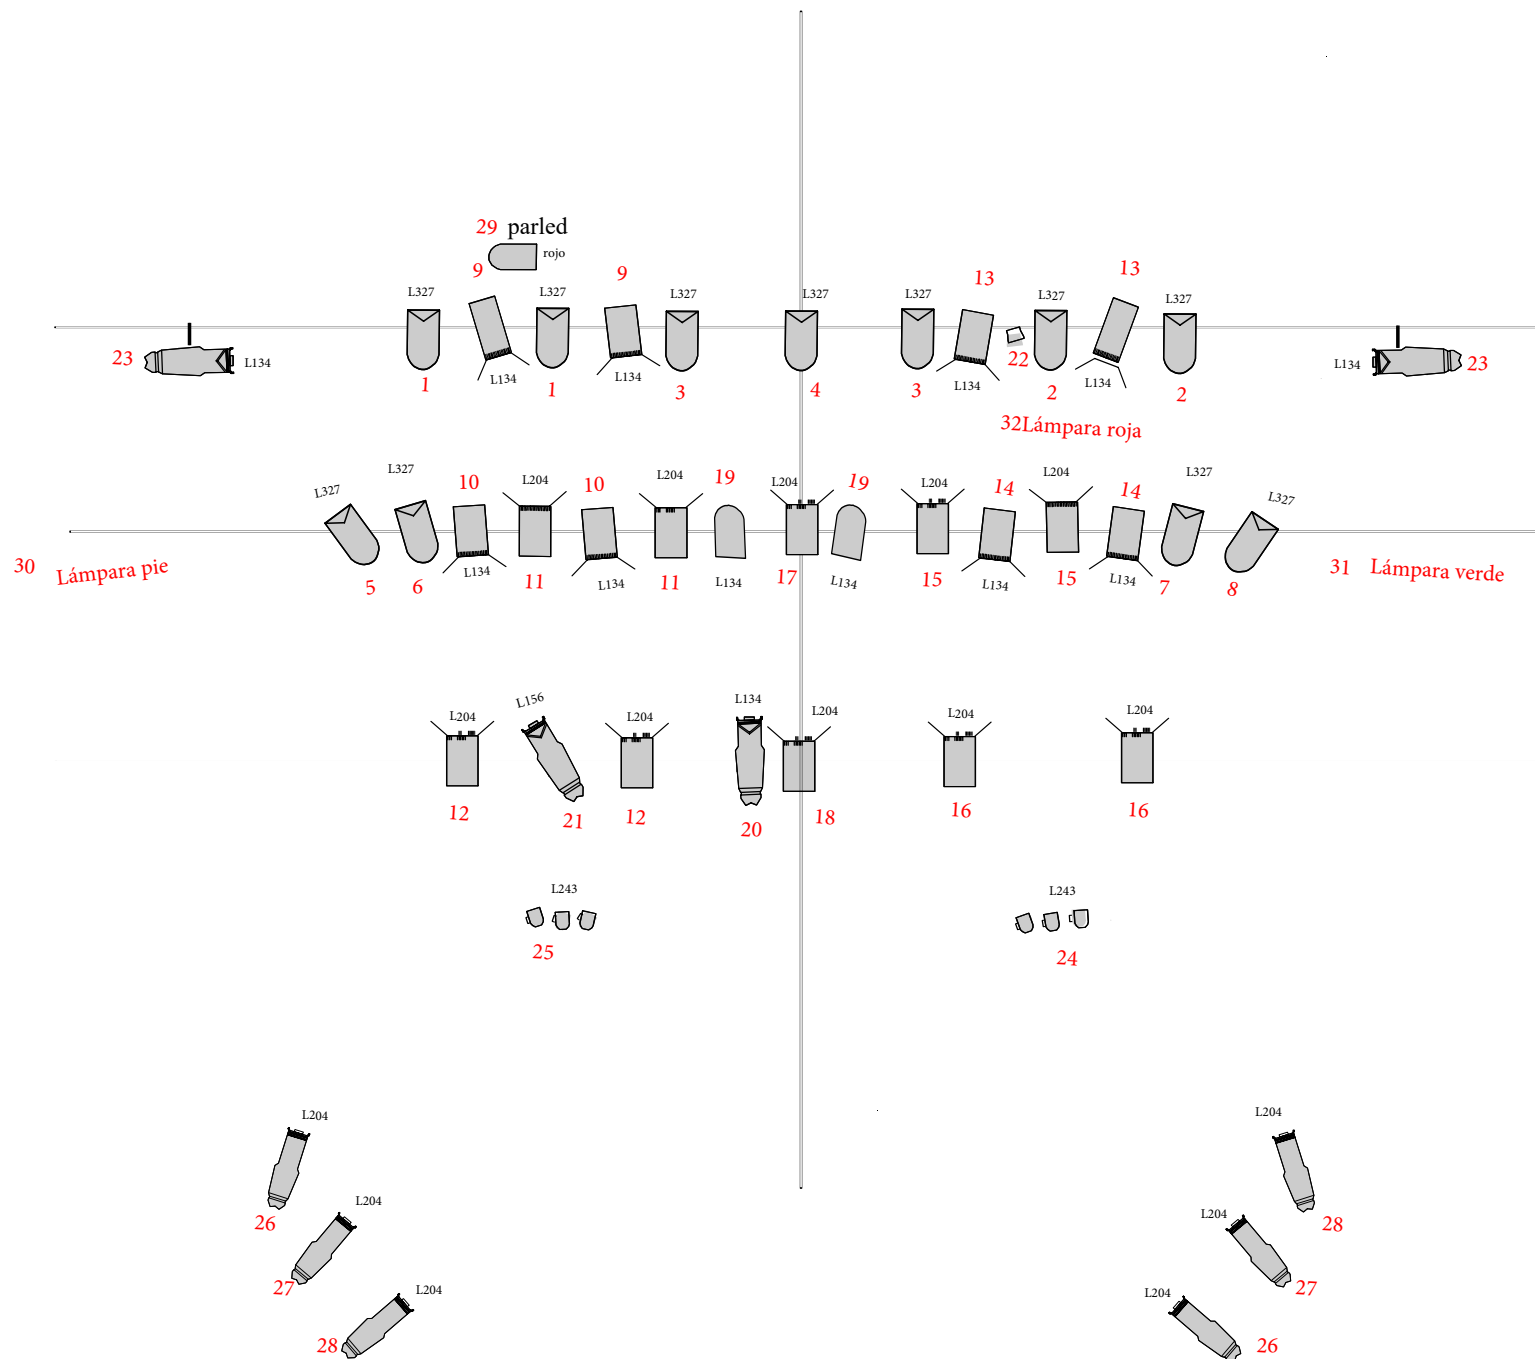 29 parled
rojo
9
9
13
13
L327
L327
L327
L327
L327
L327
L327
23
L134
L134
L134
22
L134
L134
L134
23
1
1
3
4
3
2
2
32Lámpara roja
L327
L327
10
L204
10
L204
19
L204
19
L204
14
L204
14
L327
L327
30
Lámpara pie
L134
L134
L134
L134
L134
L134
31
Lámpara verde
5
6
11
11
17
15
15
7
8
L204
L156
L204
L134
L204
L204
L204
12
21
12
20
18
16
16
L243
L243
25
24
L204
L204
26
28
L204
L204
27
27
L204
L204
28
26